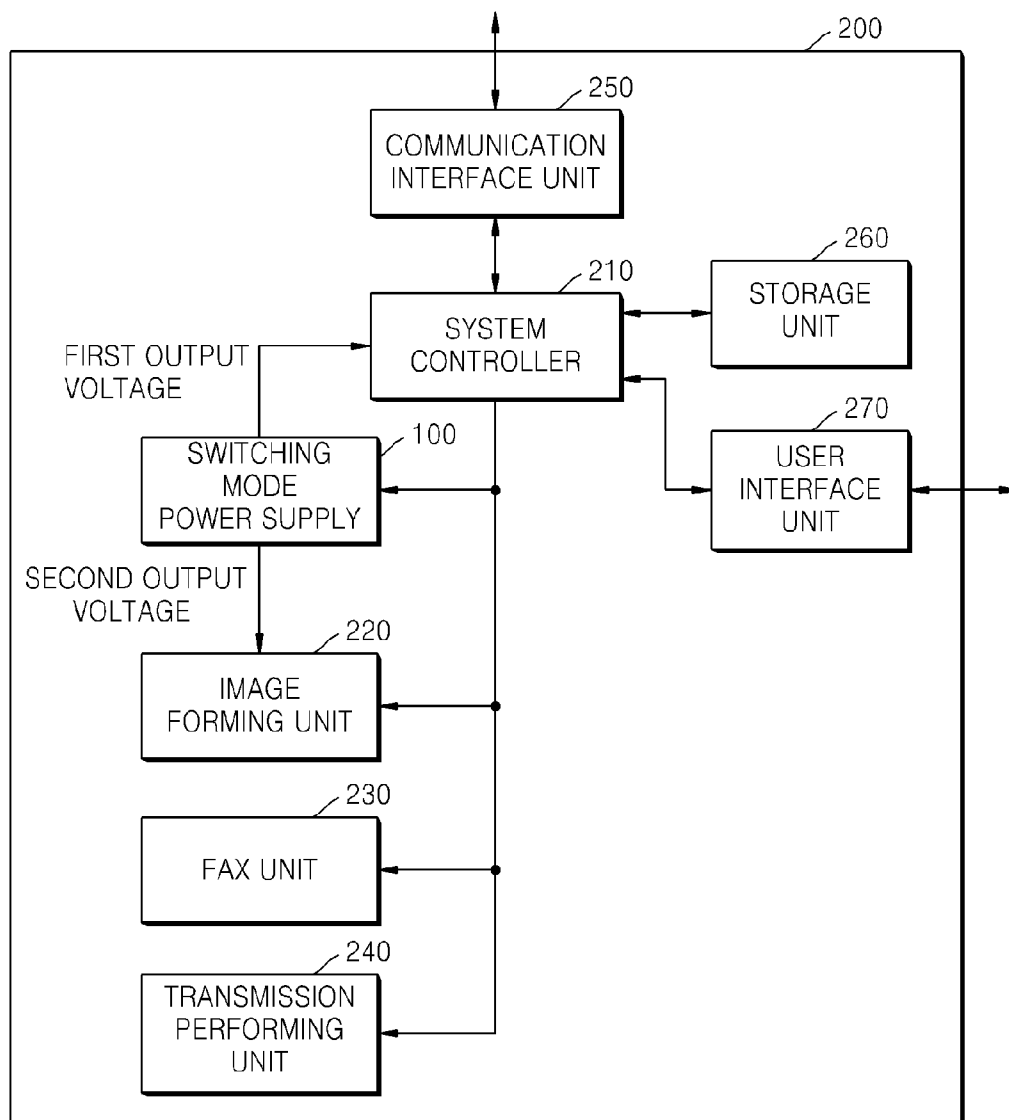 200
250
COMMUNICATION
INTERFACE UNIT
260
STORAGE
UNIT
210
SYSTEM
CONTROLLER
FIRST OUTPUT
VOLTAGE
270
USER
INTERFACE
UNIT
100
SWITCHING
MODE
POWER SUPPLY
SECOND OUTPUT
VOLTAGE
220
IMAGE
FORMING UNIT
230
FAX UNIT
240
TRANSMISSION
PERFORMING
UNIT